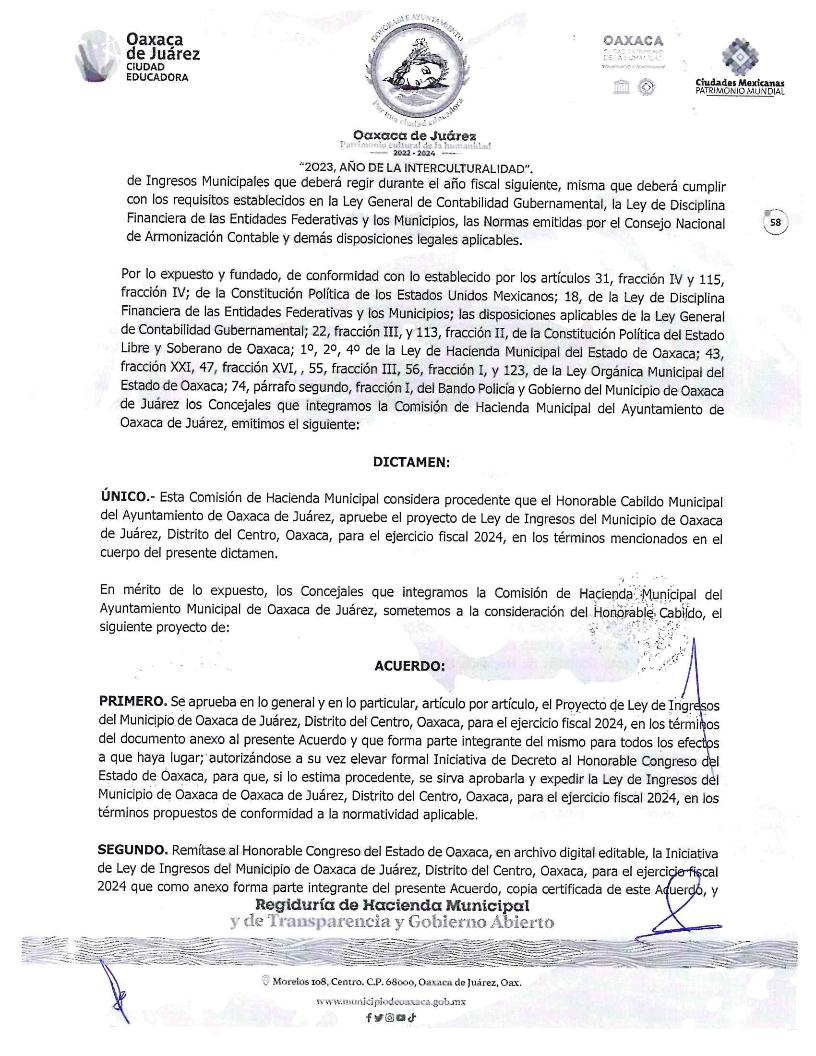 Oaxaca
de Juárez
CIUDAD
EDUCADORA
HONORABLE AYUNTAMIENTO
Por una ciudad educadora
Oaxaca de Juárez
Patrimonio cultural de la humanidad
2022 - 2024
OAXACA
Ciudades Mexicanas
PATRIMONIO MUNDIAL
"2023, AÑO DE LA INTERCULTURALIDAD".
58
de Ingresos Municipales que deberá regir durante el año fiscal siguiente, misma que deberá cumplir
con los requisitos establecidos en la Ley General de Contabilidad Gubernamental, la Ley de Disciplina
Financiera de las Entidades Federativas y los Municipios, las Normas emitidas por el Consejo Nacional
de Armonización Contable y demás disposiciones legales aplicables.
Por lo expuesto y fundado, de conformidad con lo establecido por los artículos 31, fracción IV y 115,
fracción IV; de la Constitución Política de los Estados Unidos Mexicanos; 18, de la Ley de Disciplina
Financiera de las Entidades Federativas y los Municipios; las disposiciones aplicables de la Ley General
de Contabilidad Gubernamental; 22, fracción III, y 113, fracción II, de la Constitución Política del Estado
Libre y Soberano de Oaxaca; 1º, 2º, 4º de la Ley de Hacienda Municipal del Estado de Oaxaca; 43,
fracción XXI, 47, fracción XVI, , 55, fracción III, 56, fracción I, y 123, de la Ley Orgánica Municipal del
Estado de Oaxaca; 74, párrafo segundo, fracción I, del Bando Policía y Gobierno del Municipio de Oaxaca
de Juárez los Concejales que integramos la Comisión de Hacienda Municipal del Ayuntamiento de
Oaxaca de Juárez, emitimos el siguiente:
DICTAMEN:
ÚNICO.- Esta Comisión de Hacienda Municipal considera procedente que el Honorable Cabildo Municipal
del Ayuntamiento de Oaxaca de Juárez, apruebe el proyecto de Ley de Ingresos del Municipio de Oaxaca
de Juárez, Distrito del Centro, Oaxaca, para el ejercicio fiscal 2024, en los términos mencionados en el
cuerpo del presente dictamen.
En mérito de lo expuesto, los Concejales que integramos la Comisión de Hacienda Municipal del
Ayuntamiento Municipal de Oaxaca de Juárez, sometemos a la consideración del Honorable Cabildo, el
siguiente proyecto de:
ACUERDO:
PRIMERO. Se aprueba en lo general y en lo particular, artículo por artículo, el Proyecto de Ley de Ingresos
del Municipio de Oaxaca de Juárez, Distrito del Centro, Oaxaca, para el ejercicio fiscal 2024, en los términos
del documento anexo al presente Acuerdo y que forma parte integrante del mismo para todos los efectos
a que haya lugar; autorizándose a su vez elevar formal Iniciativa de Decreto al Honorable Congreso del
Estado de Oaxaca, para que, si lo estima procedente, se sirva aprobarla y expedir la Ley de Ingresos del
Municipio de Oaxaca de Oaxaca de Juárez, Distrito del Centro, Oaxaca, para el ejercicio fiscal 2024, en los
términos propuestos de conformidad a la normatividad aplicable.
SEGUNDO. Remítase al Honorable Congreso del Estado de Oaxaca, en archivo digital editable, la Iniciativa
de Ley de Ingresos del Municipio de Oaxaca de Juárez, Distrito del Centro, Oaxaca, para el ejercicio fiscal
2024 que como anexo forma parte integrante del presente Acuerdo, copia certificada de este Acuerdo, y
Regiduría de Hacienda Municipal
y de Transparencia y Gobierno Abierto
Morelos 108, Centro. C.P. 68000, Oaxaca de Juárez, Oax.
www.municipiodeoaxaca.gob.mx